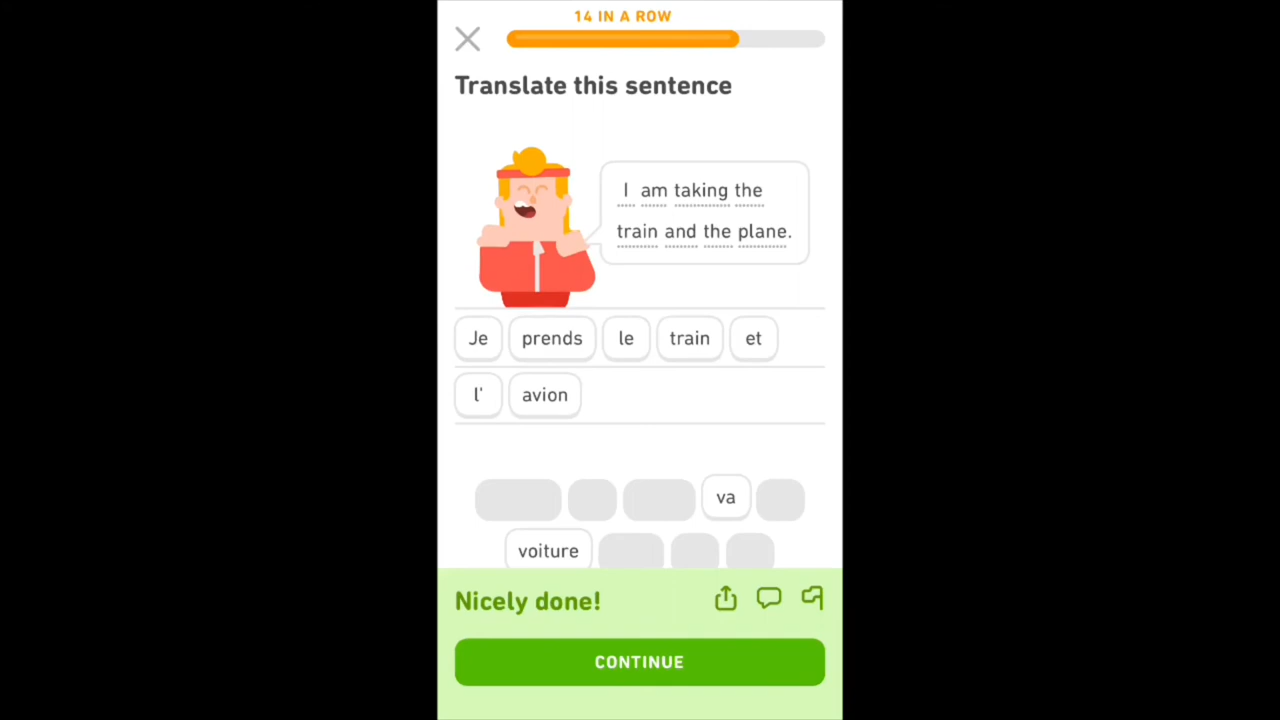 14 IN A ROW
Translate this sentence
I am taking the
train and the plane.
Je prends le train et
l' avion
va
voiture
Nicely done!
CONTINUE